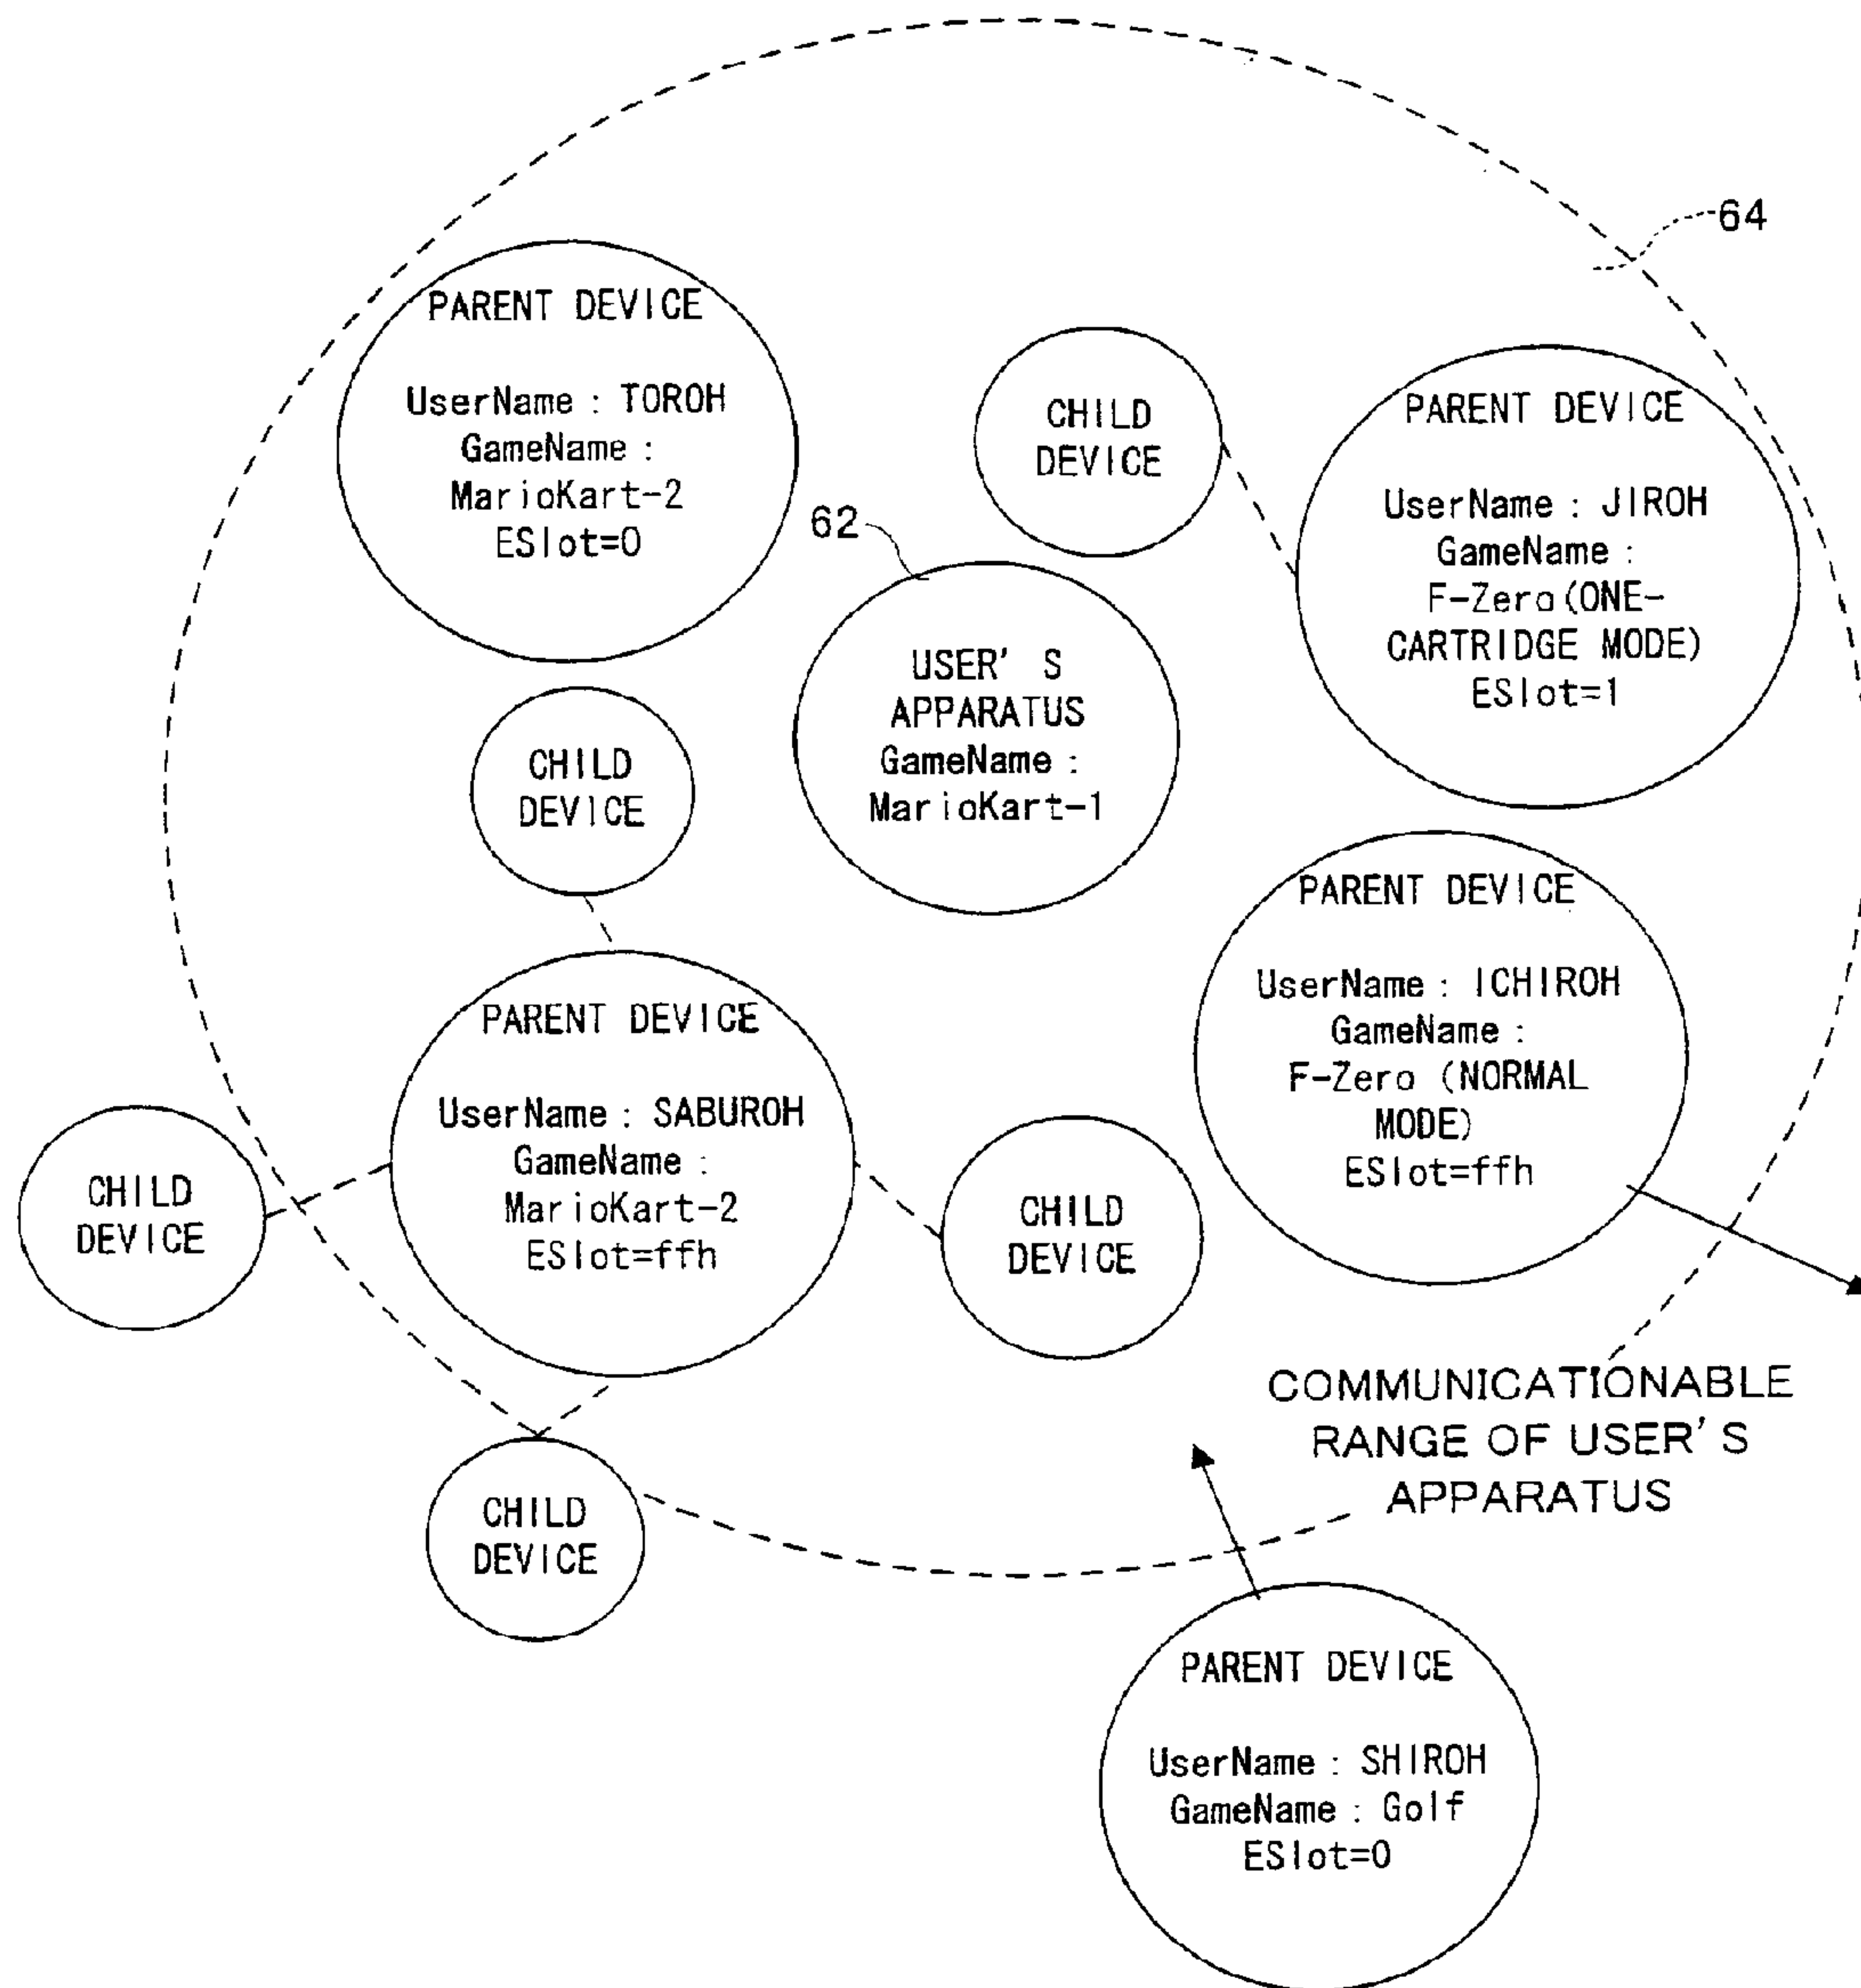 64
PARENT DEVICE
UserName : TOROH
GameName :
MarioKart-2
ESlot=0
CHILD
DEVICE
PARENT DEVICE
UserName : JIROH
GameName :
F-Zero(ONE-
CARTRIDGE MODE)
ESlot=1
62
USER' S
APPARATUS
GameName :
MarioKart-1
CHILD
DEVICE
PARENT DEVICE
UserName : ICHIROH
GameName :
F-Zero (NORMAL
MODE)
ESlot=ffh
PARENT DEVICE
UserName : SABUROH
GameName :
MarioKart-2
ESlot=ffh
CHILD
DEVICE
CHILD
DEVICE
COMMUNICATIONABLE
RANGE OF USER' S
APPARATUS
CHILD
DEVICE
PARENT DEVICE
UserName : SHIROH
GameName : Golf
ESlot=0